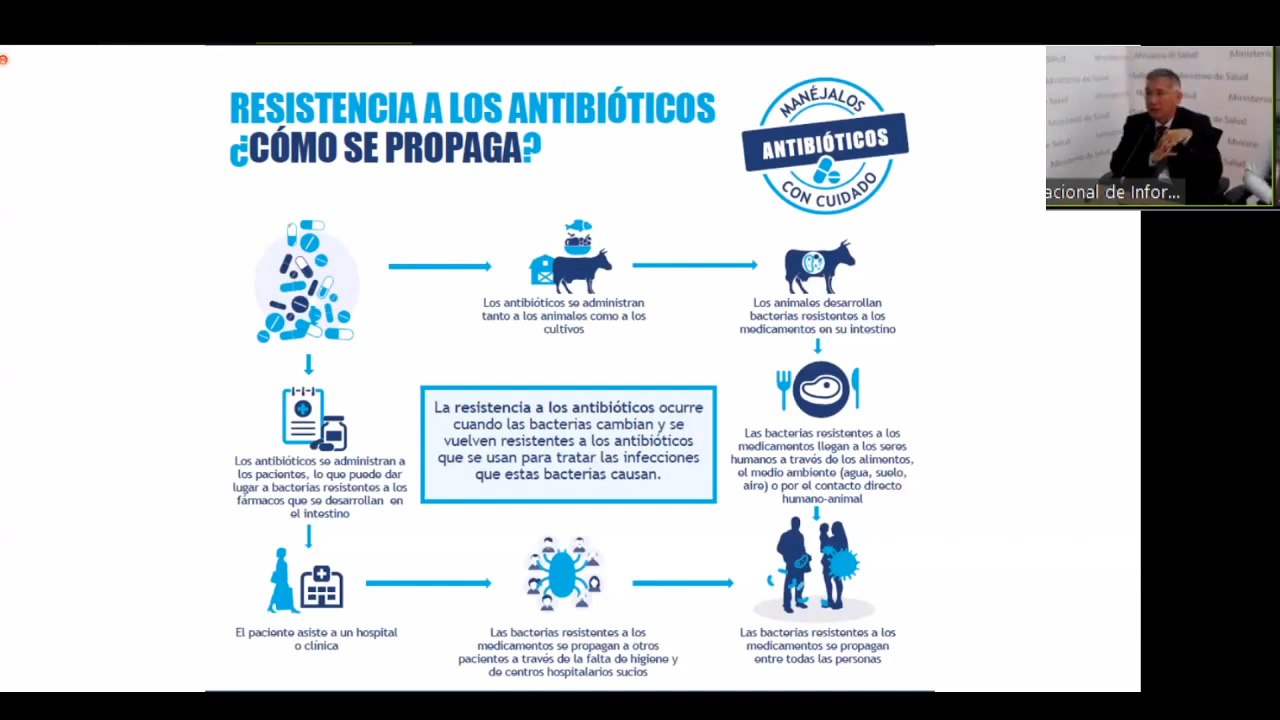 RESISTENCIA A LOS ANTIBIÓTICOS
¿CÓMO SE PROPAGA?
MANÉJALOS
ANTIBIÓTICOS
CON CUIDADO
acional de Infor...
Ministerio de Salud
Los antibióticos se administran
tanto a los animales como a los
cultivos
Los animales desarrollan
bacterias resistentes a los
medicamentos en su intestino
Los antibióticos se administran a
los pacientes, lo que puede dar
lugar a bacterias resistentes a los
fármacos que se desarrollan en
el intestino
La resistencia a los antibióticos ocurre
cuando las bacterias cambian y se
vuelven resistentes a los antibióticos
que se usan para tratar las infecciones
que estas bacterias causan.
Las bacterias resistentes a los
medicamentos llegan a los seres
humanos a través de los alimentos,
el medio ambiente (agua, suelo,
aire) o por el contacto directo
humano-animal
El paciente asiste a un hospital
o clínica
Las bacterias resistentes a los
medicamentos se propagan a otros
pacientes a través de la falta de higiene y
de centros hospitalarios sucios
Las bacterias resistentes a los
medicamentos se propagan
entre todas las personas